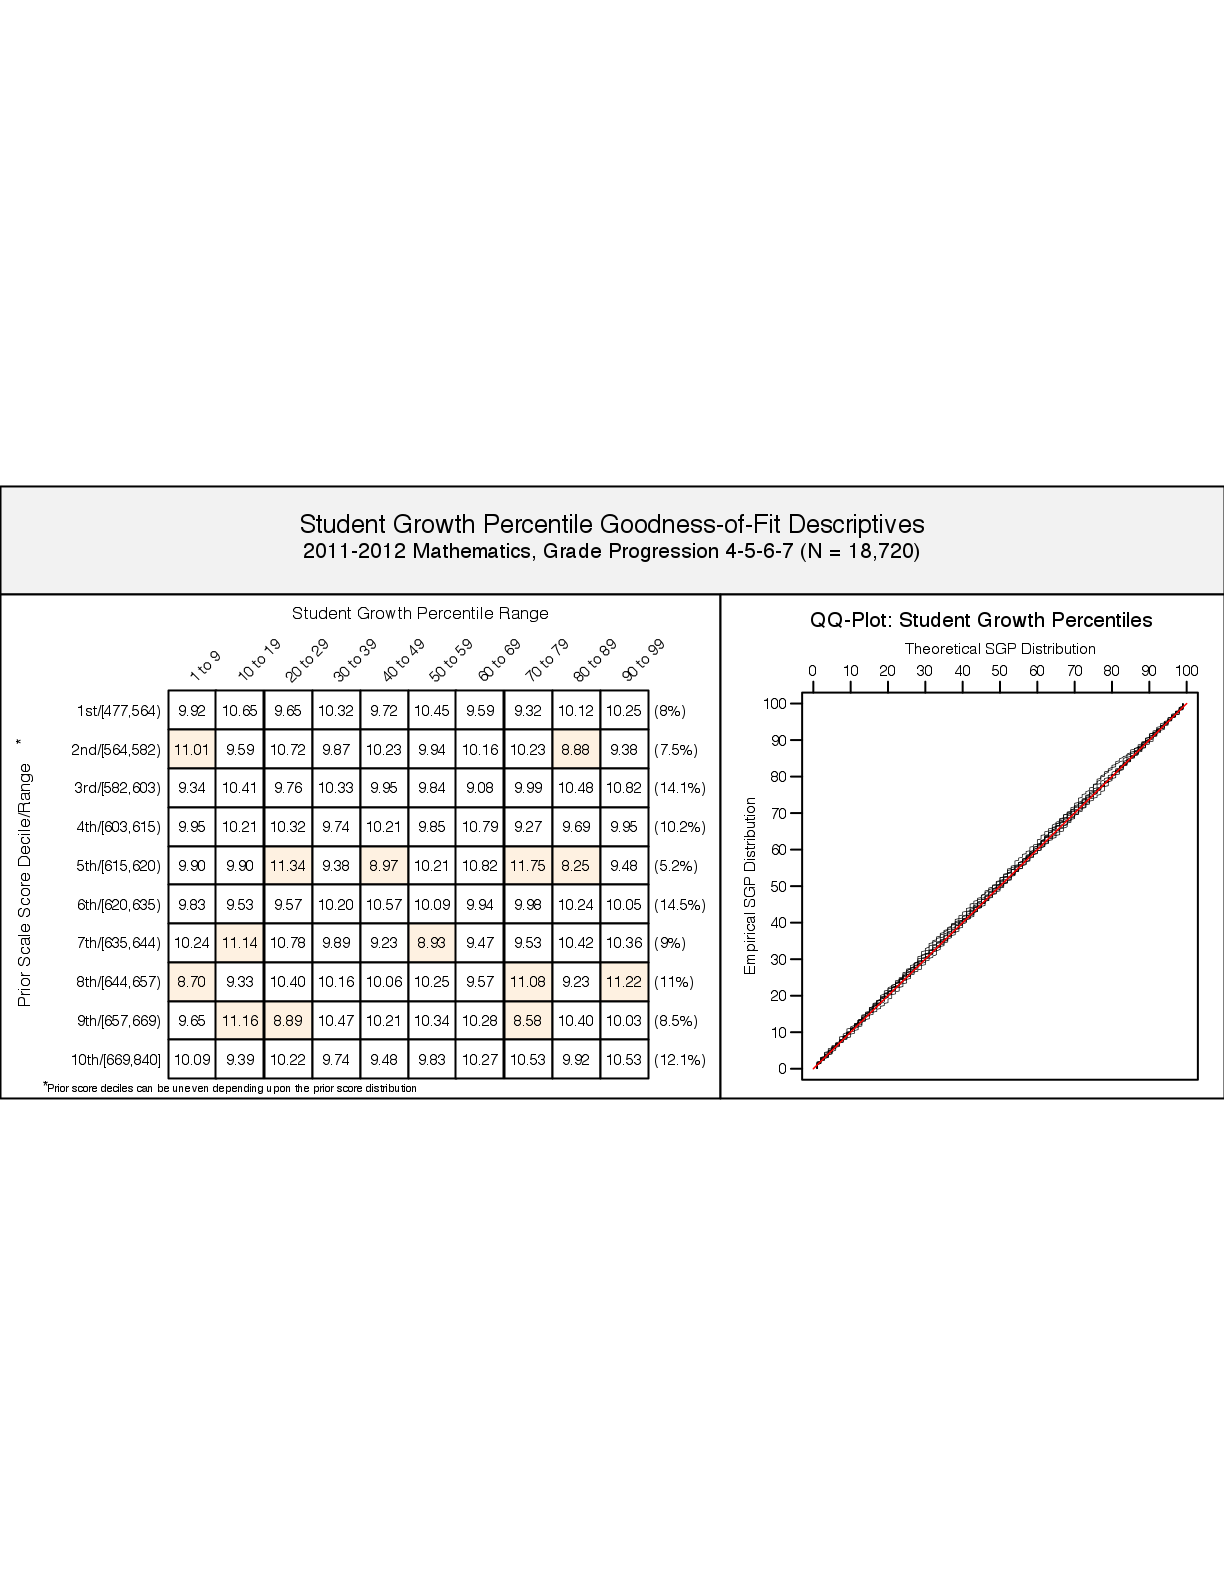 Student Growth Percentile Goodness-of-Fit Descriptives
2011-2012 Mathematics, Grade Progression 4-5-6-7 (N = 18,720)
Student Growth Percentile Range
1 to 9 10 to 19 20 to 29 30 to 39 40 to 49 50 to 59 60 to 69 70 to 79 80 to 89 90 to 99
Prior Scale Score Decile/Range *
1st/[477,564) 9.92 10.65 9.65 10.32 9.72 10.45 9.59 9.32 10.12 10.25 (8%)
2nd/[564,582) 11.01 9.59 10.72 9.87 10.23 9.94 10.16 10.23 8.88 9.38 (7.5%)
3rd/[582,603) 9.34 10.41 9.76 10.33 9.95 9.84 9.08 9.99 10.48 10.82 (14.1%)
4th/[603,615) 9.95 10.21 10.32 9.74 10.21 9.85 10.79 9.27 9.69 9.95 (10.2%)
5th/[615,620) 9.90 9.90 11.34 9.38 8.97 10.21 10.82 11.75 8.25 9.48 (5.2%)
6th/[620,635) 9.83 9.53 9.57 10.20 10.57 10.09 9.94 9.98 10.24 10.05 (14.5%)
7th/[635,644) 10.24 11.14 10.78 9.89 9.23 8.93 9.47 9.53 10.42 10.36 (9%)
8th/[644,657) 8.70 9.33 10.40 10.16 10.06 10.25 9.57 11.08 9.23 11.22 (11%)
9th/[657,669) 9.65 11.16 8.89 10.47 10.21 10.34 10.28 8.58 10.40 10.03 (8.5%)
10th/[669,840] 10.09 9.39 10.22 9.74 9.48 9.83 10.27 10.53 9.92 10.53 (12.1%)
*Prior score deciles can be uneven depending upon the prior score distribution
QQ-Plot: Student Growth Percentiles
Theoretical SGP Distribution
0 10 20 30 40 50 60 70 80 90 100
Empirical SGP Distribution
100
90
80
70
60
50
40
30
20
10
0